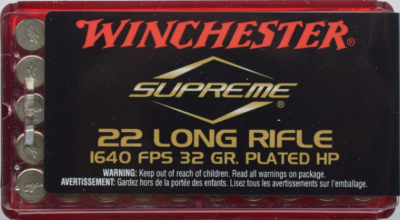 WINCHESTER®
SUPREME®
22 LONG RIFLE
1640 FPS 32 GR. PLATED HP
WARNING: Keep out of reach of children. Read all warnings on package.
AVERTISSEMENT: Gardez hors de la portée des enfants. Lisez tous les avertissements sur l'emballage.